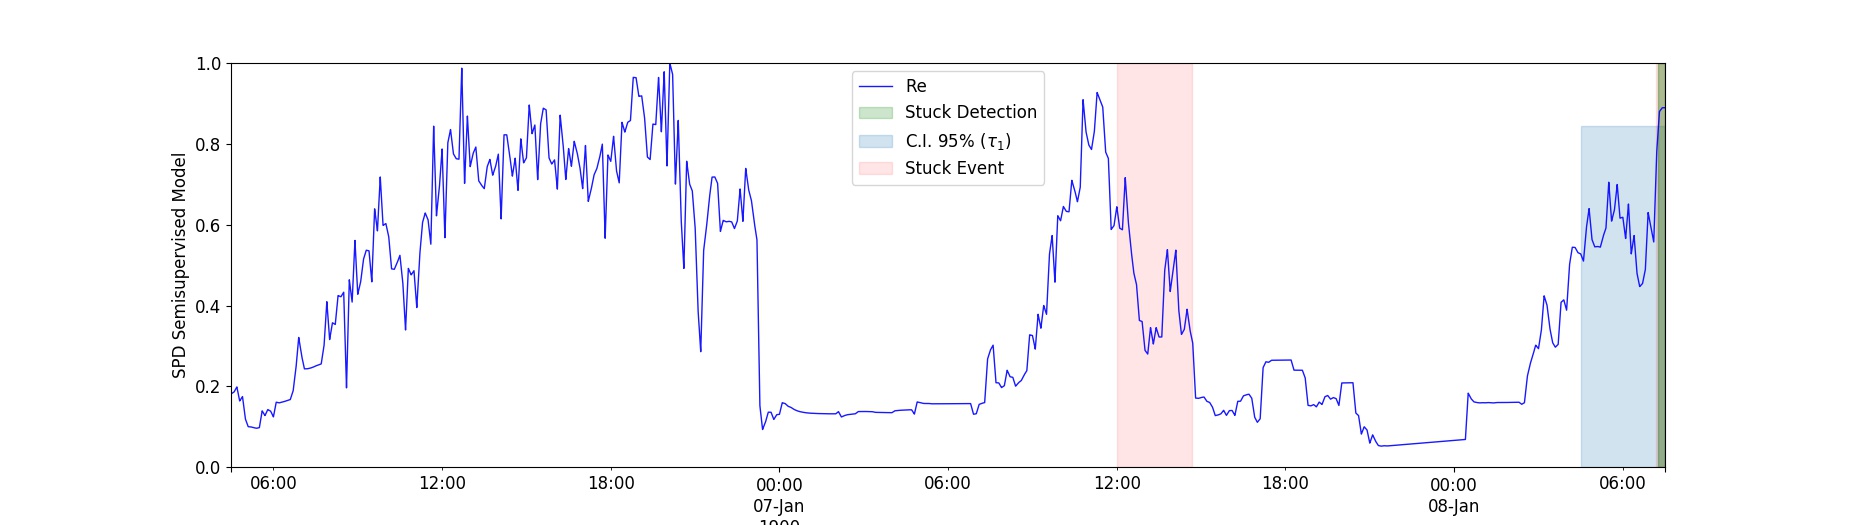 SPD Semisupervised Model
1.0
0.8
0.6
0.4
0.2
0.0
Re
Stuck Detection
C.I. 95% (τ₁)
Stuck Event
06:00
12:00
18:00
00:00
07-Jan
1900
06:00
12:00
18:00
00:00
08-Jan
06:00